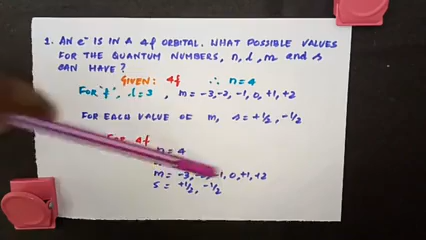 1. AN e⁻ IS IN A 4f ORBITAL. WHAT POSSIBLE VALUES
FOR THE QUANTUM NUMBERS, n, l, m and s
CAN HAVE?
GIVEN: 4f ∴ n=4
FOR 'f', l=3, m = -3, -2, -1, 0, +1, +2
FOR EACH VALUE OF m, s = +1/2, -1/2
FOR 4f
n = 4
m = -3, 1, 0, +1, +2
s = +1/2, -1/2